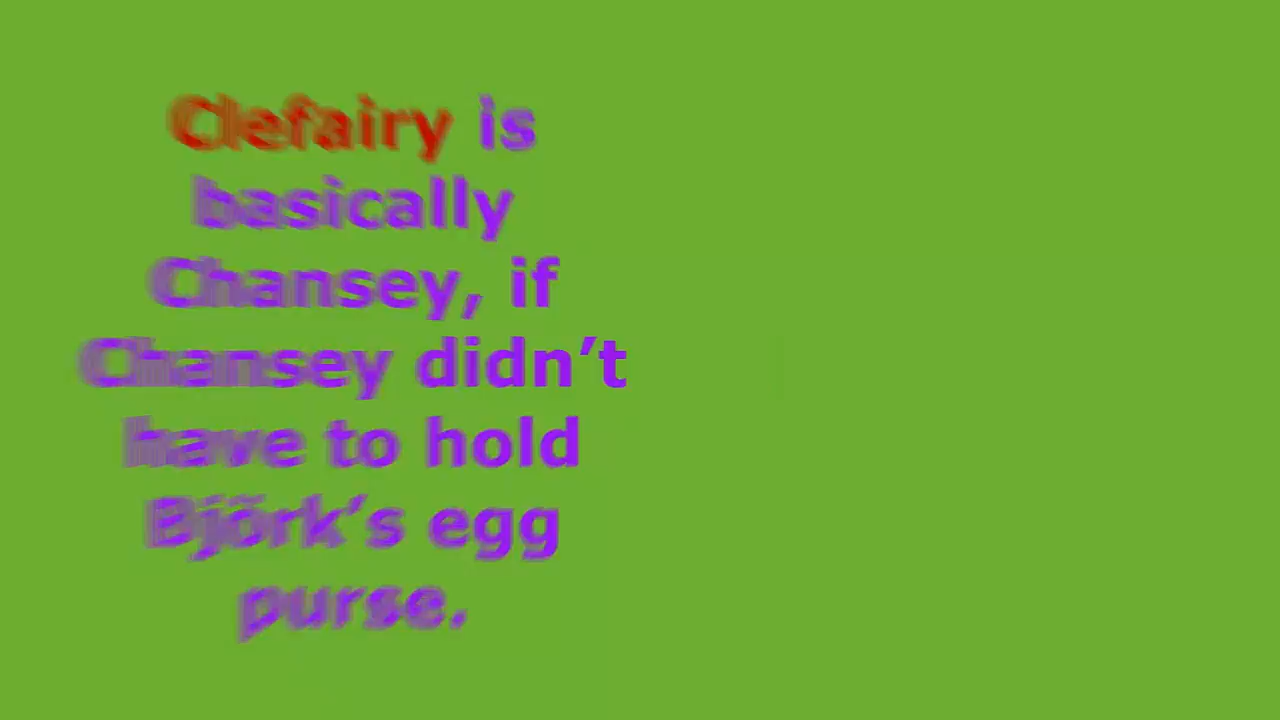 Clefairy is
basically
Chansey, if
Chansey didn’t
have to hold
Björk’s egg
purse.